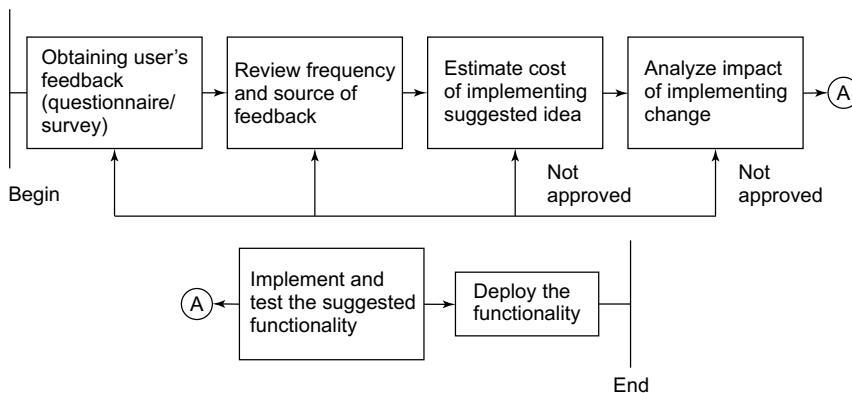 Obtaining user's
feedback
(questionnaire/
survey)
Review frequency
and source of
feedback
Estimate cost
of implementing
suggested idea
Analyze impact
of implementing
change
A
Begin
Not
approved
Not
approved
A
Implement and
test the suggested
functionality
Deploy the
functionality
End